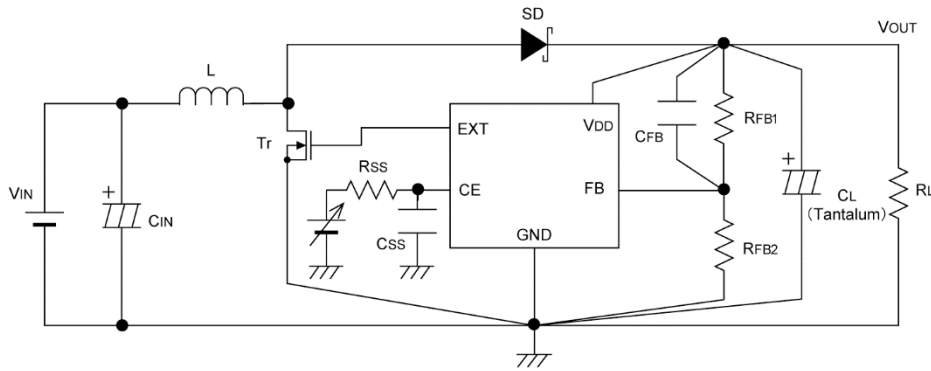 SD
VOUT
L
Tr
EXT
VDD
CFB
RFB1
RSS
CE
FB
VIN
+
CIN
CSS
GND
RFB2
+
CL
(Tantalum)
RL